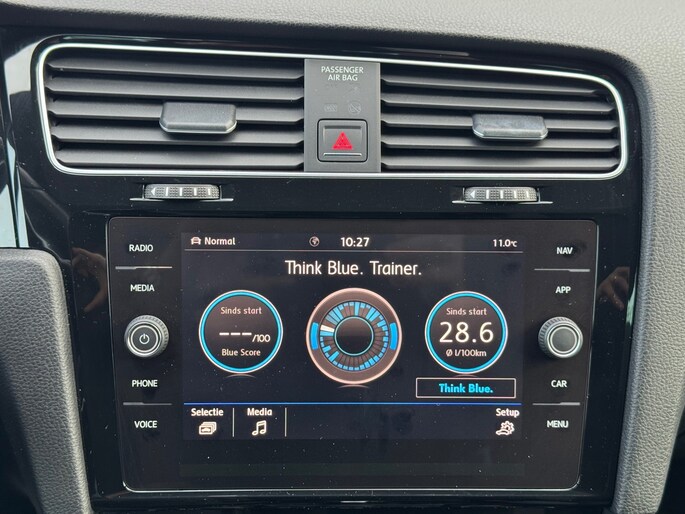 PASSENGER
AIR BAG
RADIO
MEDIA
PHONE
VOICE
Normal
10:27
11.0°C
Think Blue. Trainer.
Sinds start
---/100
Blue Score
Sinds start
28.6
Ø l/100km
Think Blue.
Selectie
Media
Setup
NAV
APP
CAR
MENU